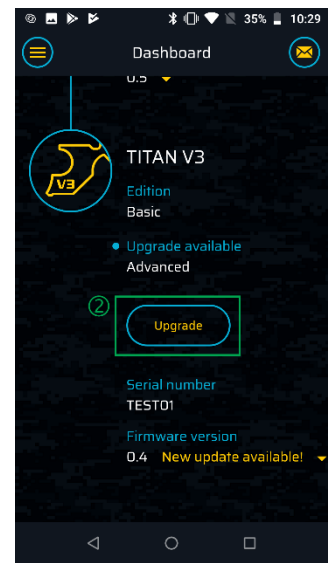 35% 10:29
Dashboard
0.5
V3
TITAN V3
Edition
Basic
Upgrade available
Advanced
②
Upgrade
Serial number
TEST01
Firmware version
0.4 New update available!